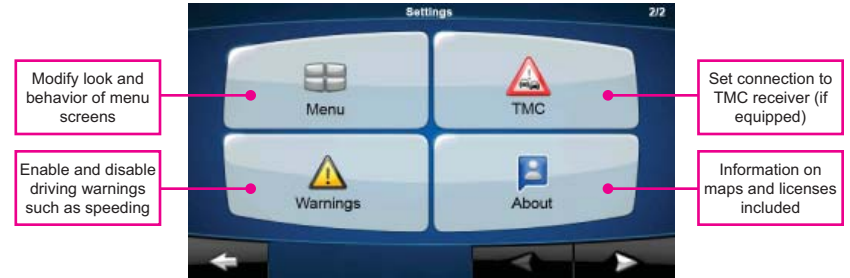 Settings 2/2
Modify look and
behavior of menu
screens
Menu
TMC
Set connection to
TMC receiver (if
equipped)
Enable and disable
driving warnings
such as speeding
Warnings
About
Information on
maps and licenses
included